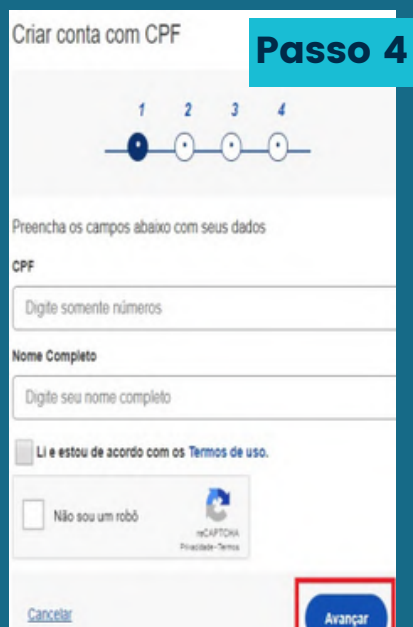 Criar conta com CPF
Passo 4
1 2 3 4
Preencha os campos abaixo com seus dados
CPF
Digite somente números
Nome Completo
Digite seu nome completo
Li e estou de acordo com os Termos de uso.
Não sou um robô
reCAPTCHA
Privacidade - Termos
Cancelar
Avançar